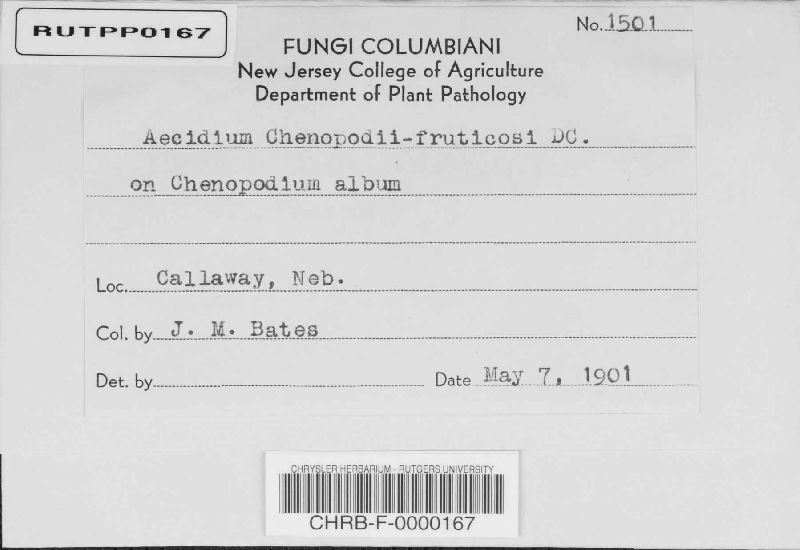 RUTPP0167
No. 1501
FUNGI COLUMBIANI
New Jersey College of Agriculture
Department of Plant Pathology
Aecidium Chenopodii-fruticosi DC.
on Chenopodium album
Loc. Callaway, Neb.
Col. by J. M. Bates
Det. by
Date May 7, 1901
CHRYSLER HERBARIUM - RUTGERS UNIVERSITY
CHRB-F-0000167